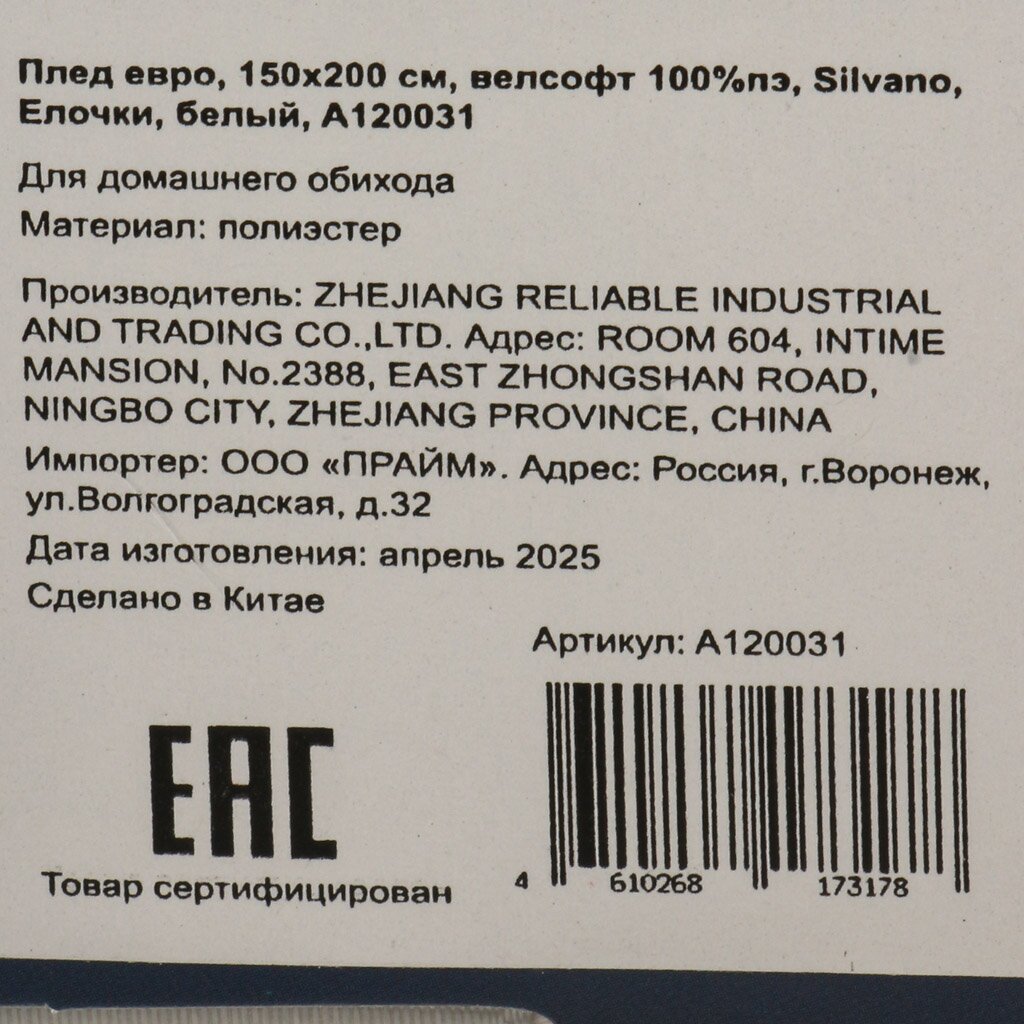 Плед евро, 150х200 см, велсофт 100%пэ, Silvano,
Елочки, белый, А120031
Для домашнего обихода
Материал: полиэстер
Производитель: ZHEJIANG RELIABLE INDUSTRIAL
AND TRADING CO.,LTD. Адрес: ROOM 604, INTIME
MANSION, No.2388, EAST ZHONGSHAN ROAD,
NINGBO CITY, ZHEJIANG PROVINCE, CHINA
Импортер: ООО «ПРАЙМ». Адрес: Россия, г.Воронеж,
ул.Волгоградская, д.32
Дата изготовления: апрель 2025
Сделано в Китае
Артикул: А120031
EAC
Товар сертифицирован
4 610268 173178